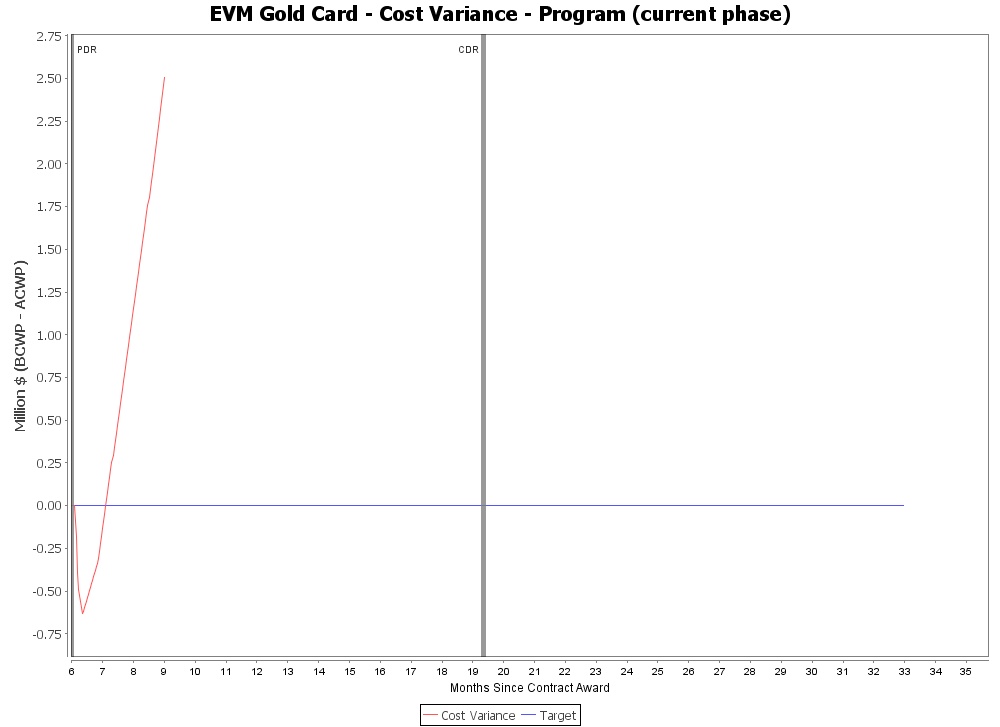 EVM Gold Card - Cost Variance - Program (current phase)
2.75
2.50
2.25
2.00
1.75
1.50
1.25
1.00
0.75
0.50
0.25
0.00
-0.25
-0.50
-0.75
Million $ (BCWP - ACWP)
PDR CDR
6 7 8 9 10 11 12 13 14 15 16 17 18 19 20 21 22 23 24 25 26 27 28 29 30 31 32 33 34 35
Months Since Contract Award
Cost Variance Target